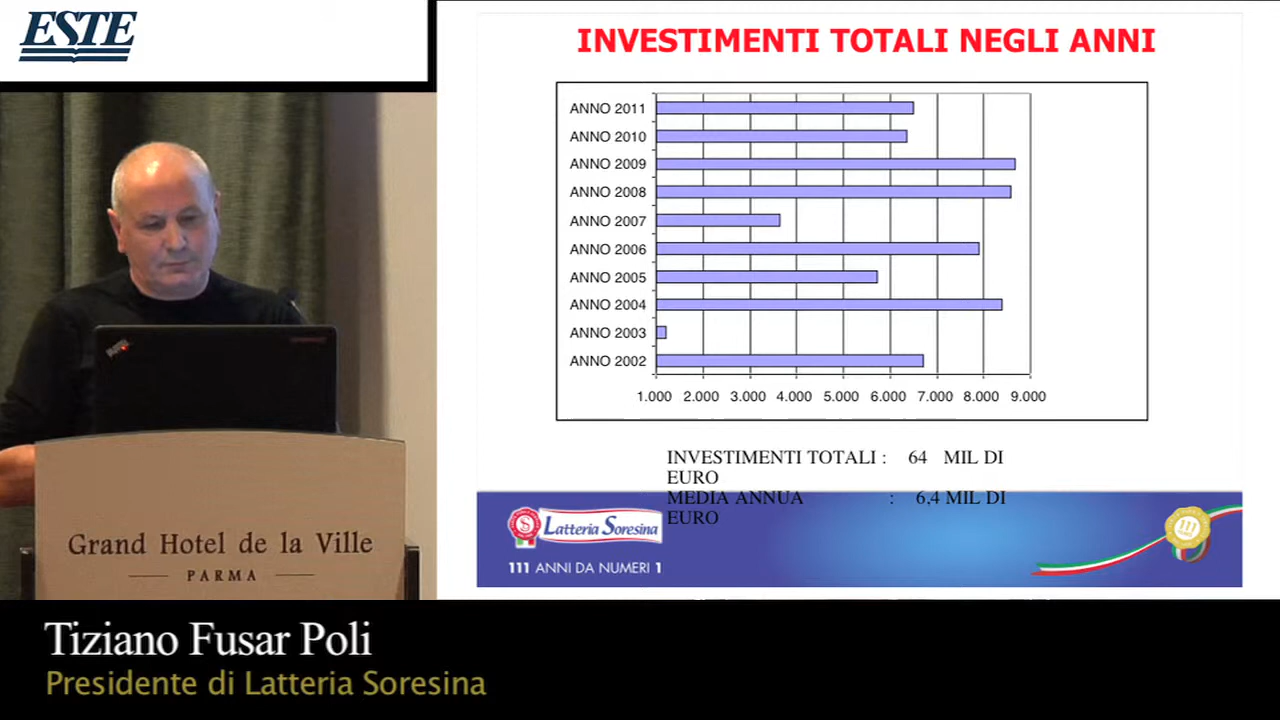 ESTE
INVESTIMENTI TOTALI NEGLI ANNI
ANNO 2011
ANNO 2010
ANNO 2009
ANNO 2008
ANNO 2007
ANNO 2006
ANNO 2005
ANNO 2004
ANNO 2003
ANNO 2002
1.000 2.000 3.000 4.000 5.000 6.000 7.000 8.000 9.000
INVESTIMENTI TOTALI : 64 MIL DI
EURO
MEDIA ANNUA : 6,4 MIL DI
EURO
Latteria Soresina
111 ANNI DA NUMERI 1
111
Grand Hotel de la Ville
PARMA
Tiziano Fusar Poli
Presidente di Latteria Soresina